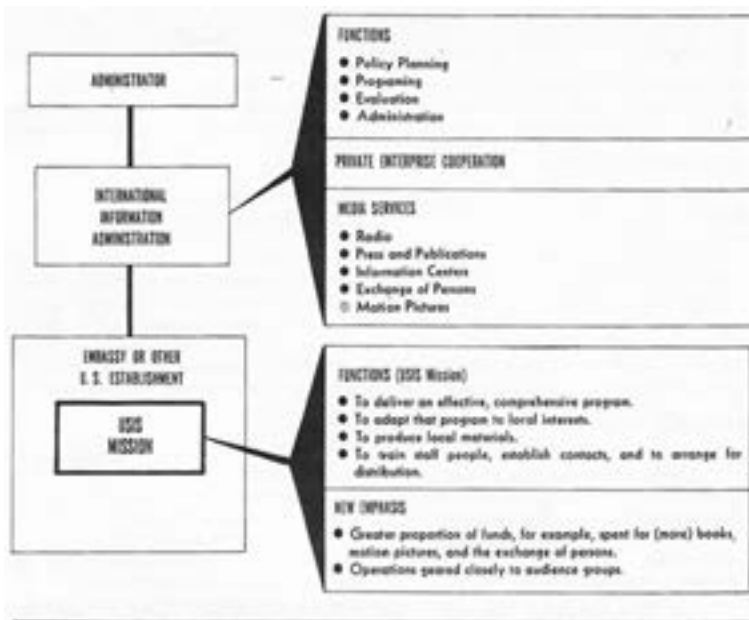 ADMINISTRATOR
INTERNATIONAL
INFORMATION
ADMINISTRATION
FUNCTIONS
● Policy Planning
● Programing
● Evaluation
● Administration
PRIVATE ENTERPRISE COOPERATION
MEDIA SERVICES
● Radio
● Press and Publications
● Information Centers
● Exchange of Persons
● Motion Pictures
EMBASSY OR OTHER
U. S. ESTABLISHMENT
USIS
MISSION
FUNCTIONS (USIS Mission)
● To deliver an effective, comprehensive program.
● To adapt that program to local interests.
● To produce local materials.
● To train staff people, establish contacts, and to arrange for
distribution.
NEW EMPHASIS
● Greater proportion of funds, for example, spent for (more) books,
motion pictures, and the exchange of persons.
● Operations geared closely to audience groups.